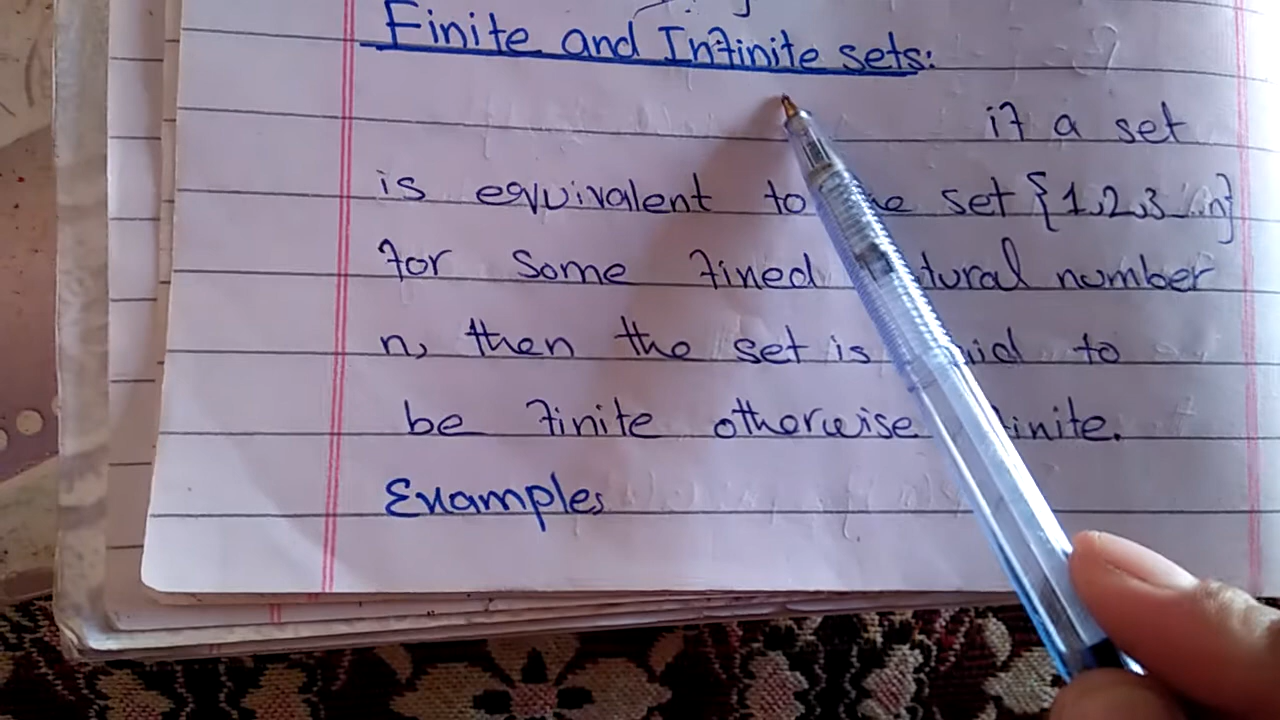 Finite and Infinite sets:
if a set
is equivalent to set {1,2,3...n}
for some fixed number
n, then the set is to
be finite otherwise
Examples